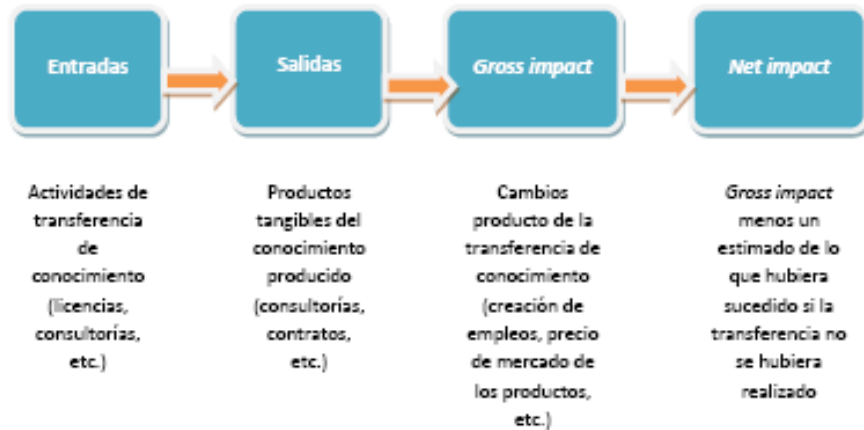 Entradas
Salidas
Gross impact
Net impact
Actividades de
transferencia
de
conocimiento
(licencias,
consultorías,
etc.)
Productos
tangibles del
conocimiento
producido
(consultorías,
contratos,
etc.)
Cambios
producto de la
transferencia de
conocimiento
(creación de
empleos, precio
de mercado de
los productos,
etc.)
Gross impact
menos un
estimado de lo
que hubiera
sucedido si la
transferencia no
se hubiera
realizado